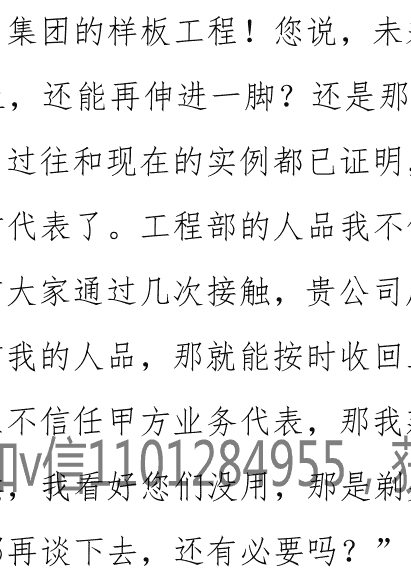 集团的样板工程！您说，未
，还能再伸进一脚？还是那
过往和现在的实例都已证明，
代表了。工程部的人品我不
大家通过几次接触，贵公司
我的人品，那就能按时收回
不信任甲方业务代表，那我
v信1101284955，
，我看好您们没用，那是剃
再谈下去，还有必要吗？”